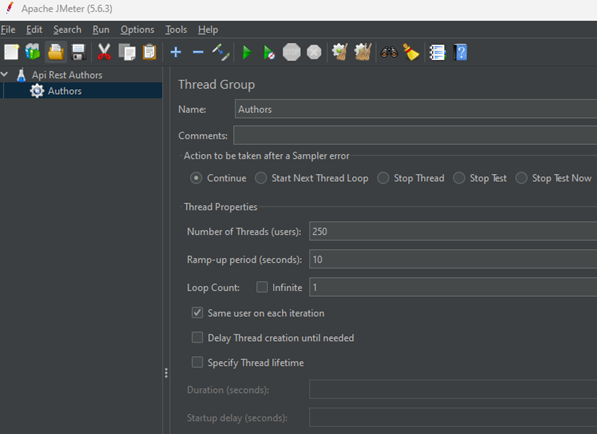 Apache JMeter (5.6.3)
File Edit Search Run Options Tools Help
Api Rest Authors
Authors
Thread Group
Name: Authors
Comments:
Action to be taken after a Sampler error
Continue Start Next Thread Loop Stop Thread Stop Test Stop Test Now
Thread Properties
Number of Threads (users): 250
Ramp-up period (seconds): 10
Loop Count: Infinite 1
Same user on each iteration
Delay Thread creation until needed
Specify Thread lifetime
Duration (seconds):
Startup delay (seconds):